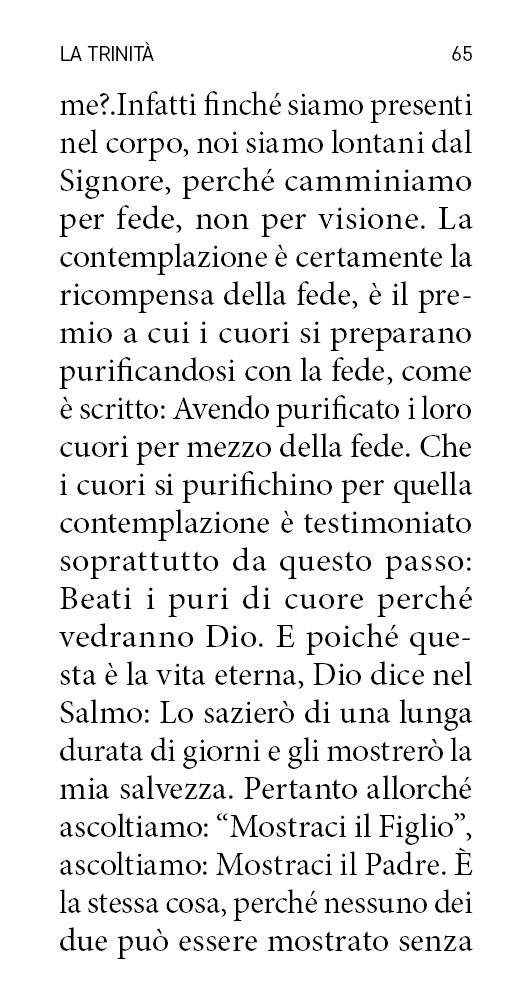 LA TRINITÀ 65
me?.Infatti finché siamo presenti
nel corpo, noi siamo lontani dal
Signore, perché camminiamo
per fede, non per visione. La
contemplazione è certamente la
ricompensa della fede, è il pre-
mio a cui i cuori si preparano
purificandosi con la fede, come
è scritto: Avendo purificato i loro
cuori per mezzo della fede. Che
i cuori si purifichino per quella
contemplazione è testimoniato
soprattutto da questo passo:
Beati i puri di cuore perché
vedranno Dio. E poiché que-
sta è la vita eterna, Dio dice nel
Salmo: Lo sazierò di una lunga
durata di giorni e gli mostrerò la
mia salvezza. Pertanto allorché
ascoltiamo: “Mostraci il Figlio”,
ascoltiamo: Mostraci il Padre. È
la stessa cosa, perché nessuno dei
due può essere mostrato senza